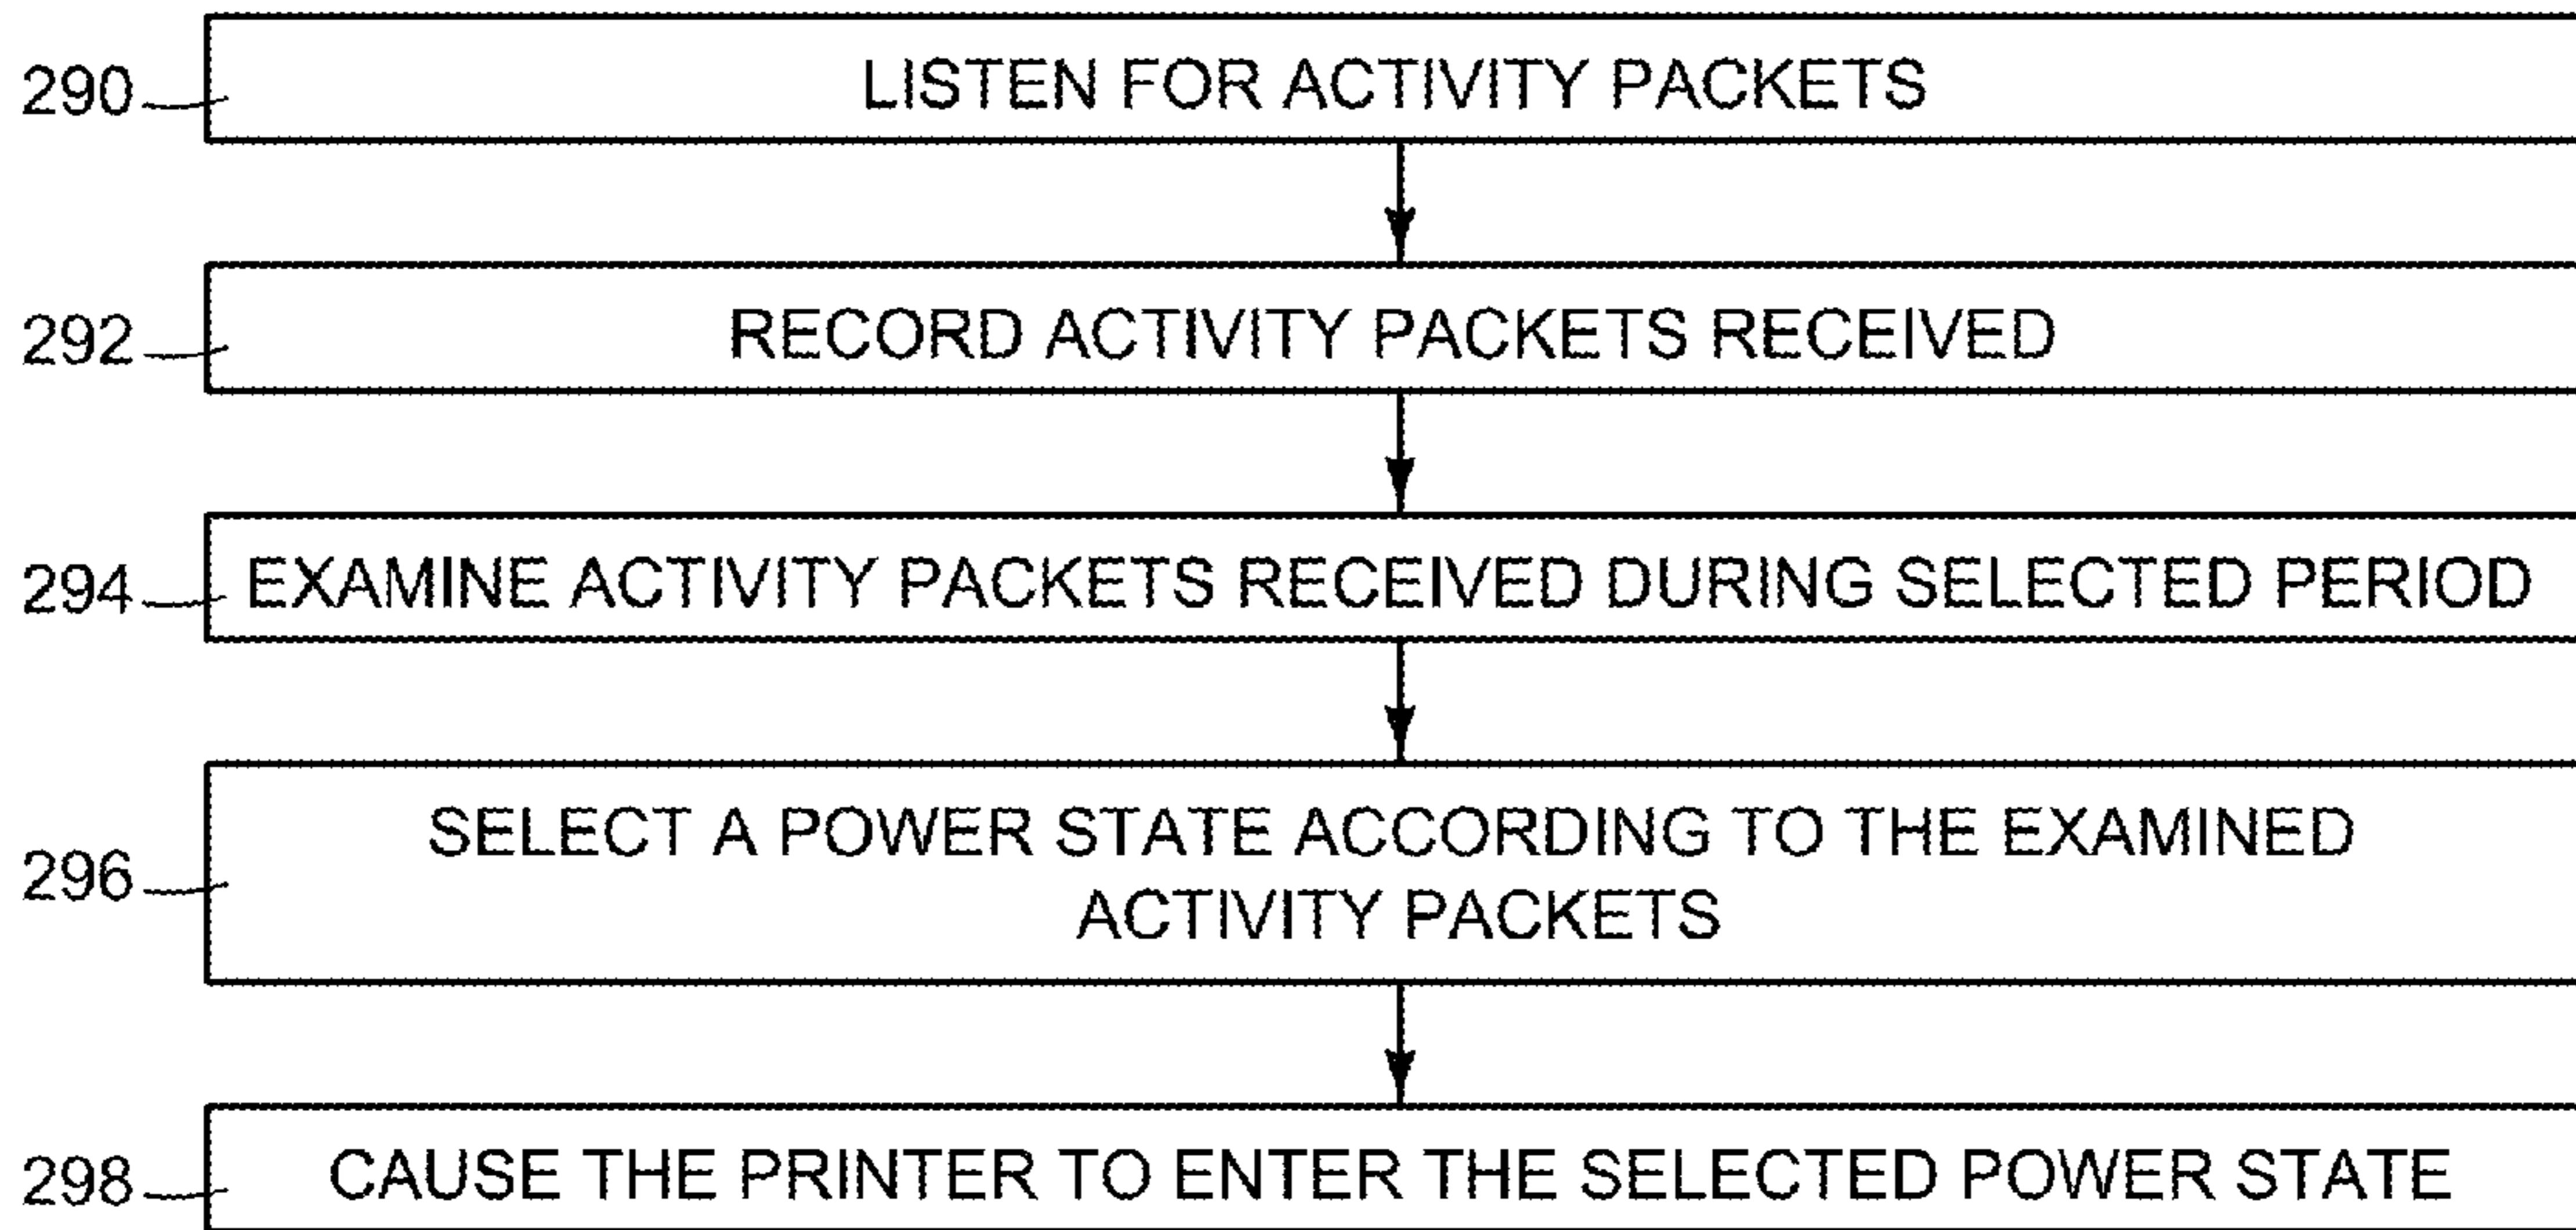 290 LISTEN FOR ACTIVITY PACKETS
292 RECORD ACTIVITY PACKETS RECEIVED
294 EXAMINE ACTIVITY PACKETS RECEIVED DURING SELECTED PERIOD
SELECT A POWER STATE ACCORDING TO THE EXAMINED
296
ACTIVITY PACKETS
298 CAUSE THE PRINTER TO ENTER THE SELECTED POWER STATE